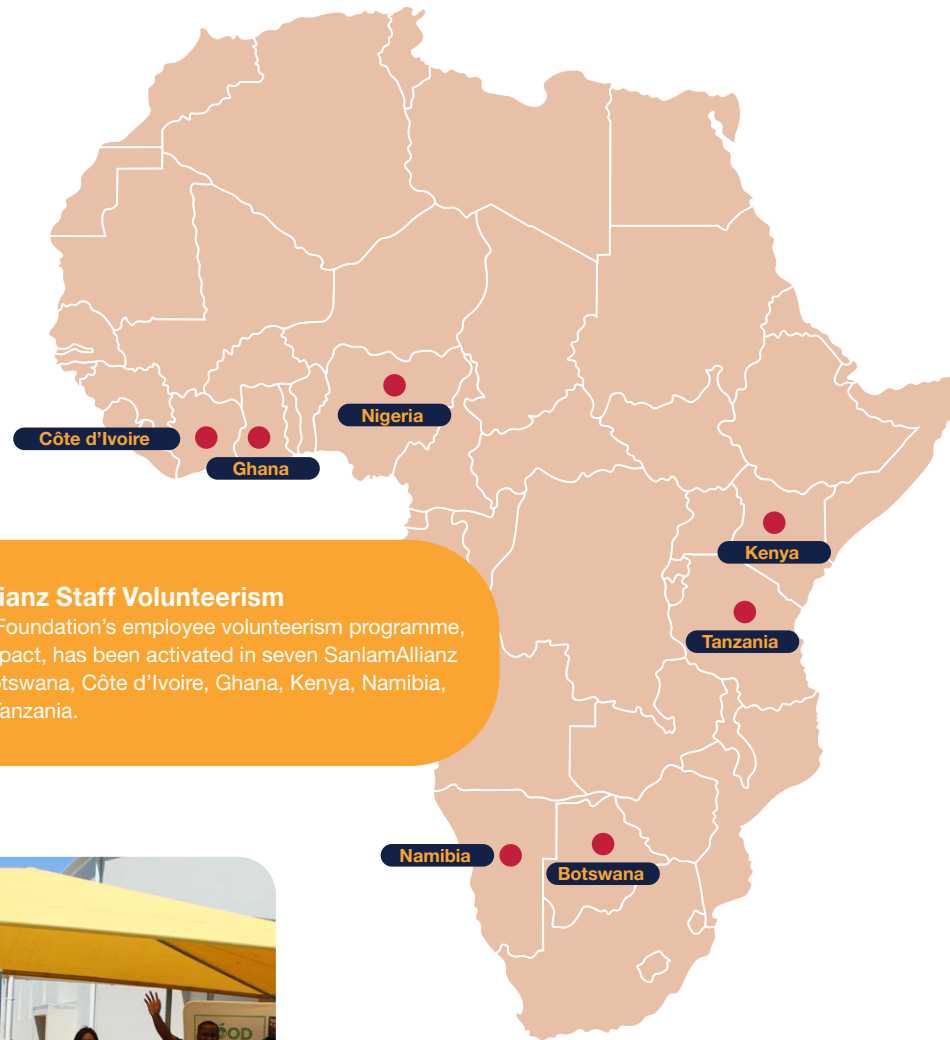 Nigeria
Côte d'Ivoire
Ghana
Kenya
Tanzania
ianz Staff Volunteerism
Foundation's employee volunteerism programme,
pact, has been activated in seven SanlamAllianz
tswana, Côte d'Ivoire, Ghana, Kenya, Namibia,
anzania.
Namibia
Botswana
OD